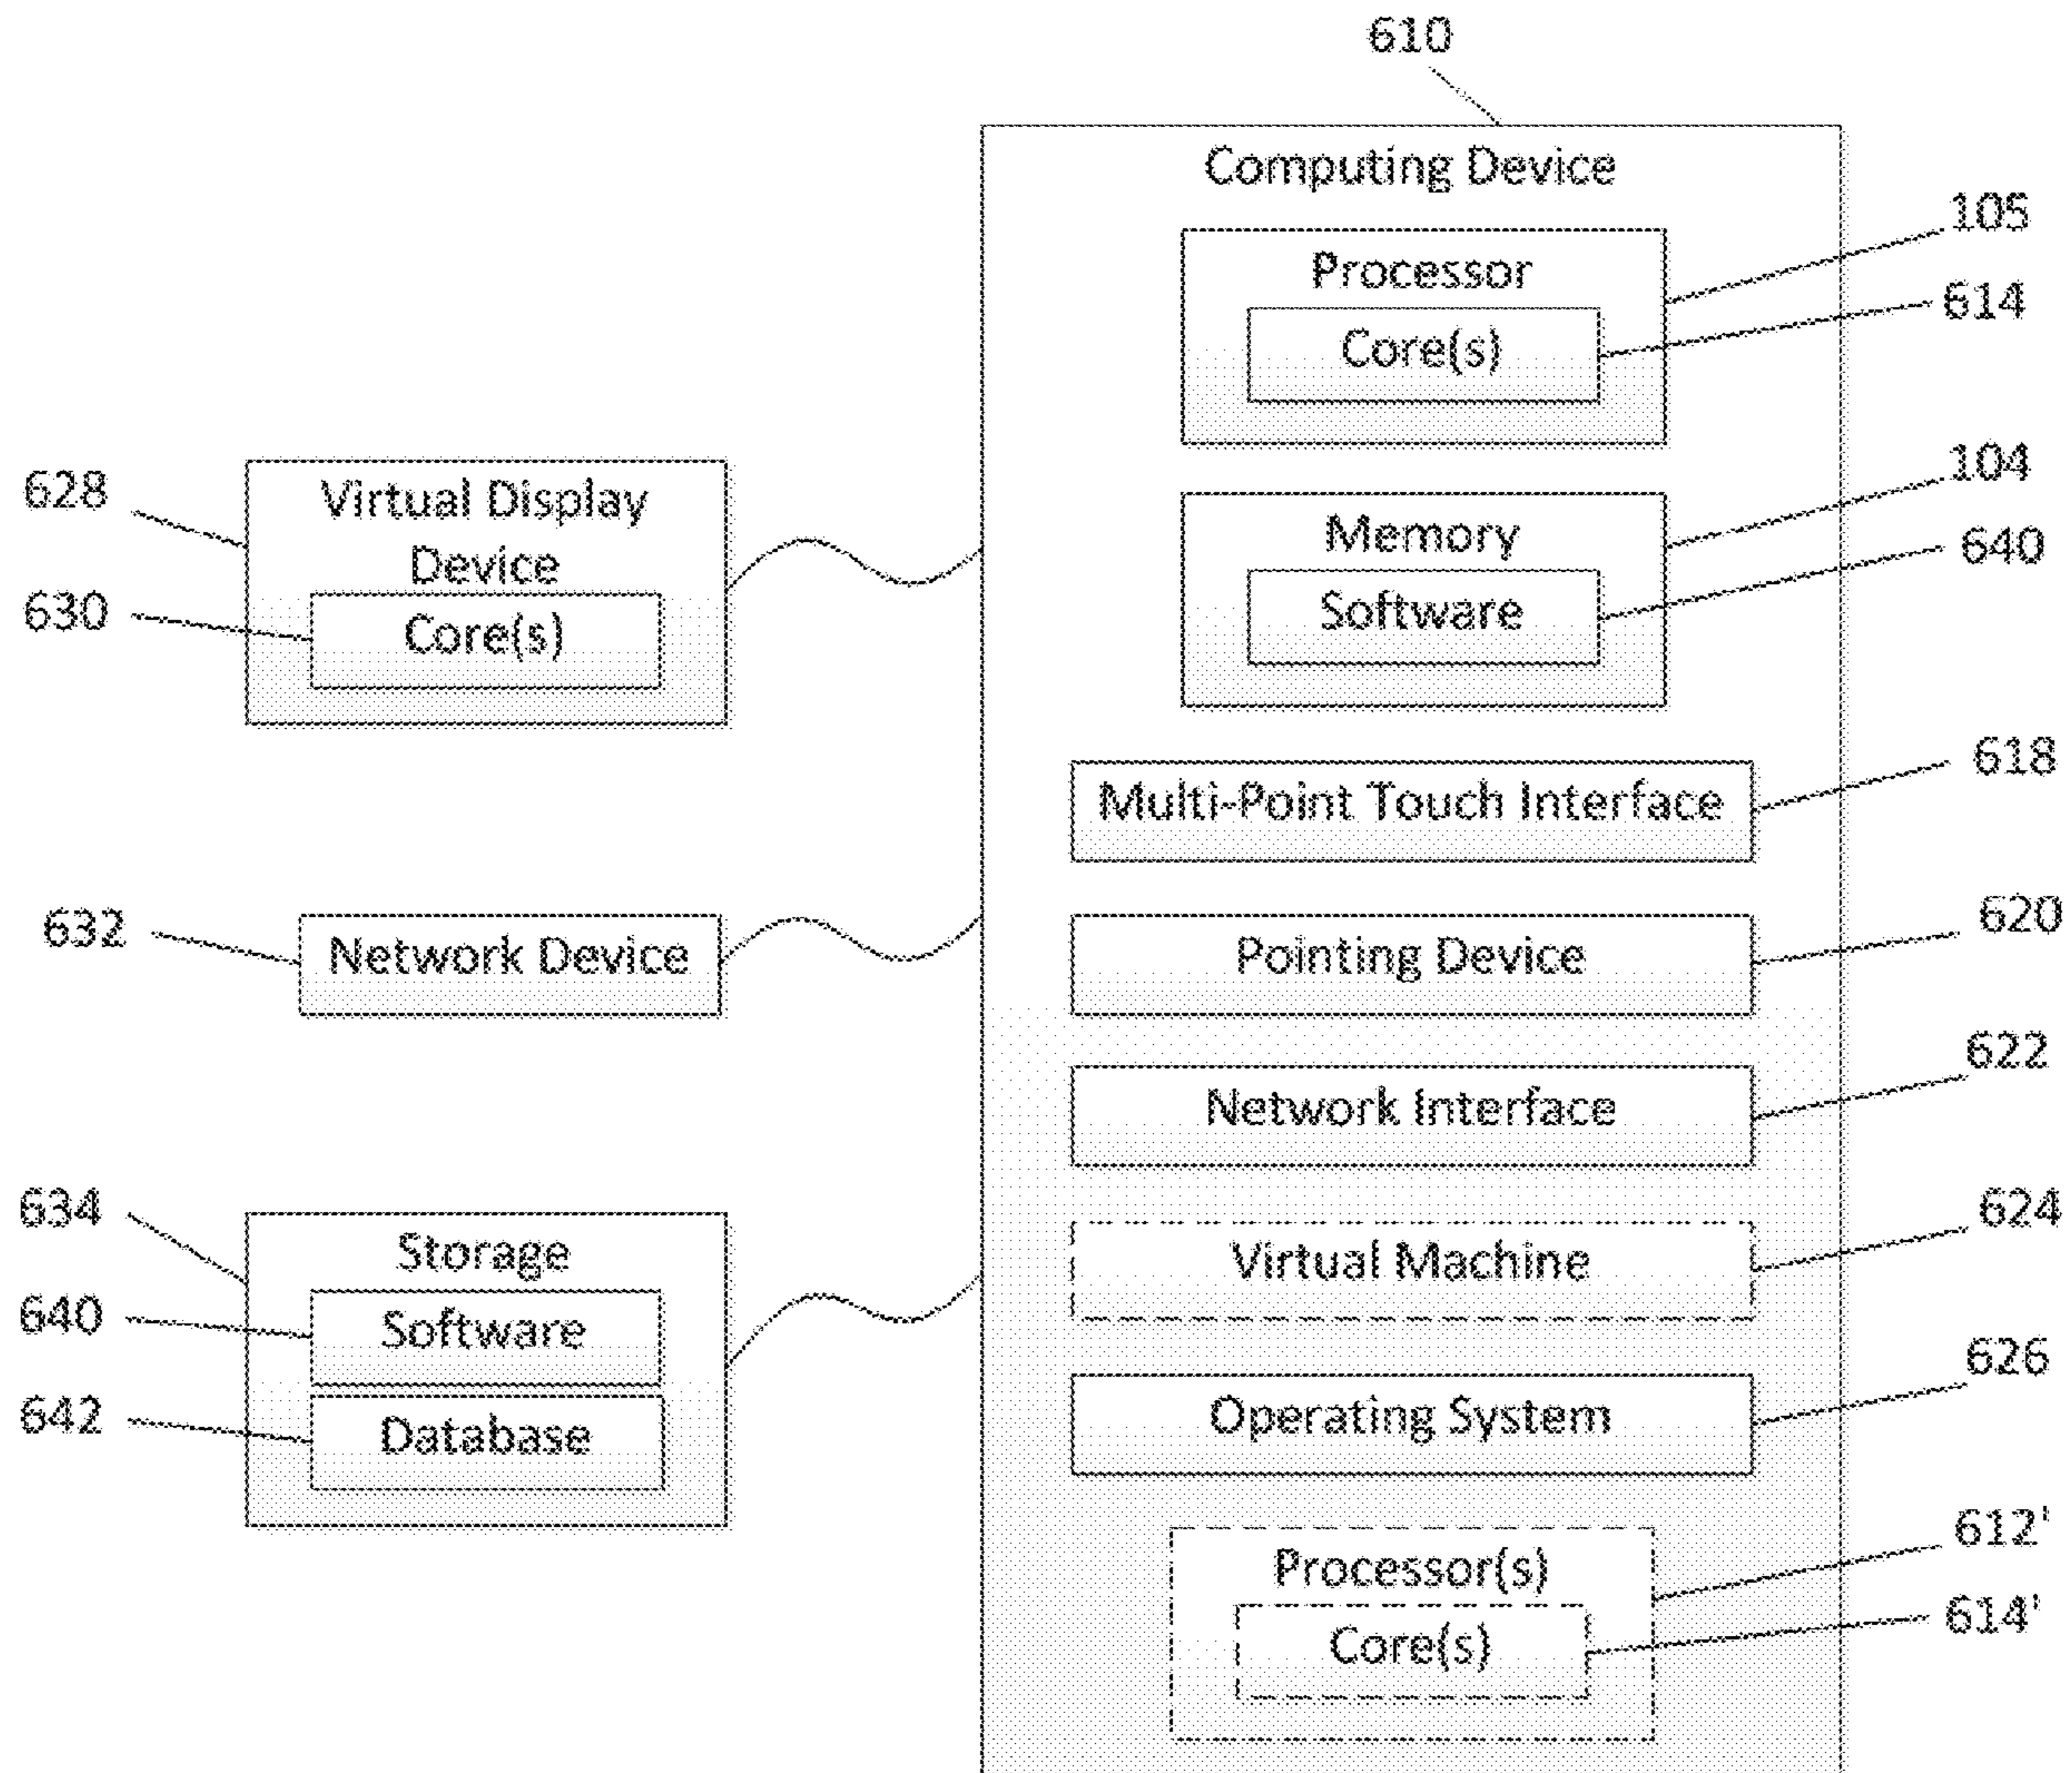 610
Computing Device
105
Processor
614
Core(s)
104
Memory
640
Software
628
Virtual Display
Device
630
Core(s)
618
Multi-Point Touch Interface
632
Network Device
620
Pointing Device
622
Network Interface
634
Storage
640
Software
642
Database
624
Virtual Machine
626
Operating System
612'
Processor(s)
614'
Core(s)